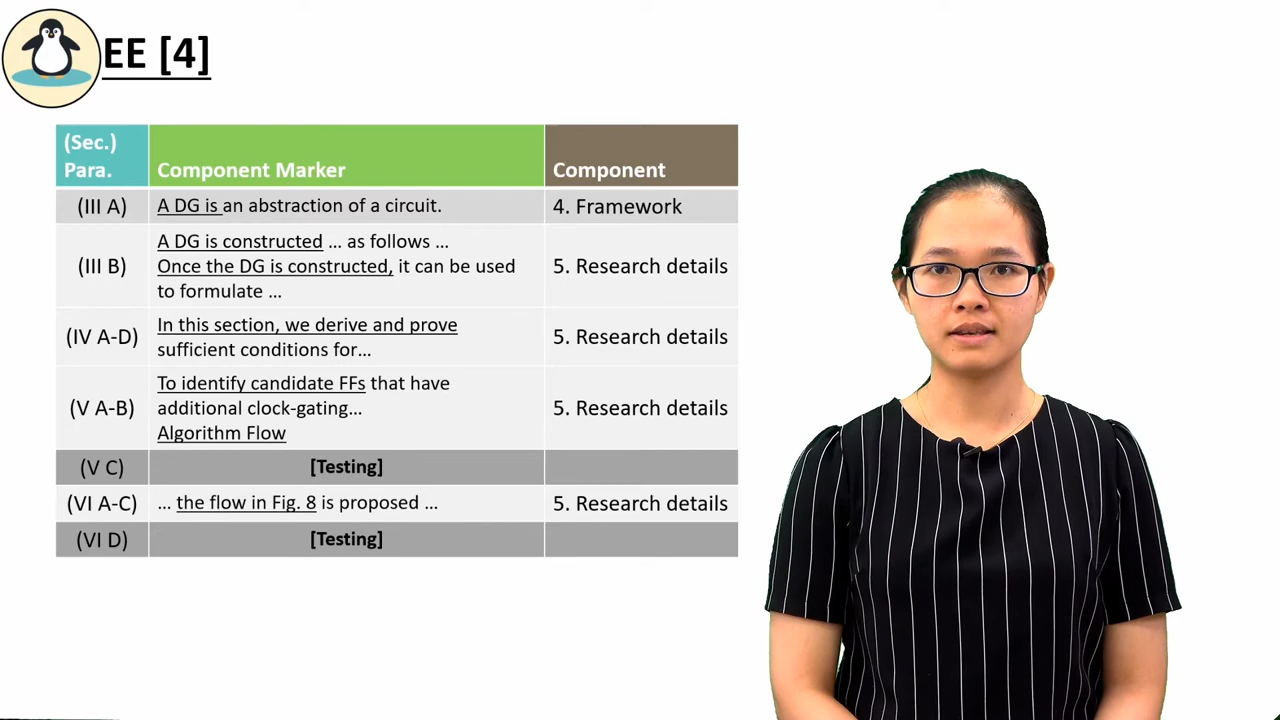 EE [4]
(Sec.)
Para.
Component Marker
Component
(III A)
A DG is an abstraction of a circuit.
4. Framework
(III B)
A DG is constructed … as follows …
Once the DG is constructed, it can be used
to formulate …
5. Research details
(IV A-D)
In this section, we derive and prove
sufficient conditions for…
5. Research details
(V A-B)
To identify candidate FFs that have
additional clock-gating…
Algorithm Flow
5. Research details
(V C)
[Testing]
(VI A-C)
… the flow in Fig. 8 is proposed …
5. Research details
(VI D)
[Testing]